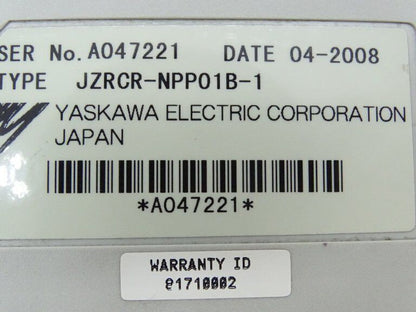 SER No. A047221 DATE 04-2008
TYPE JZRCR-NPP01B-1
YASKAWA ELECTRIC CORPORATION
JAPAN
*A047221*
WARRANTY ID
01710002